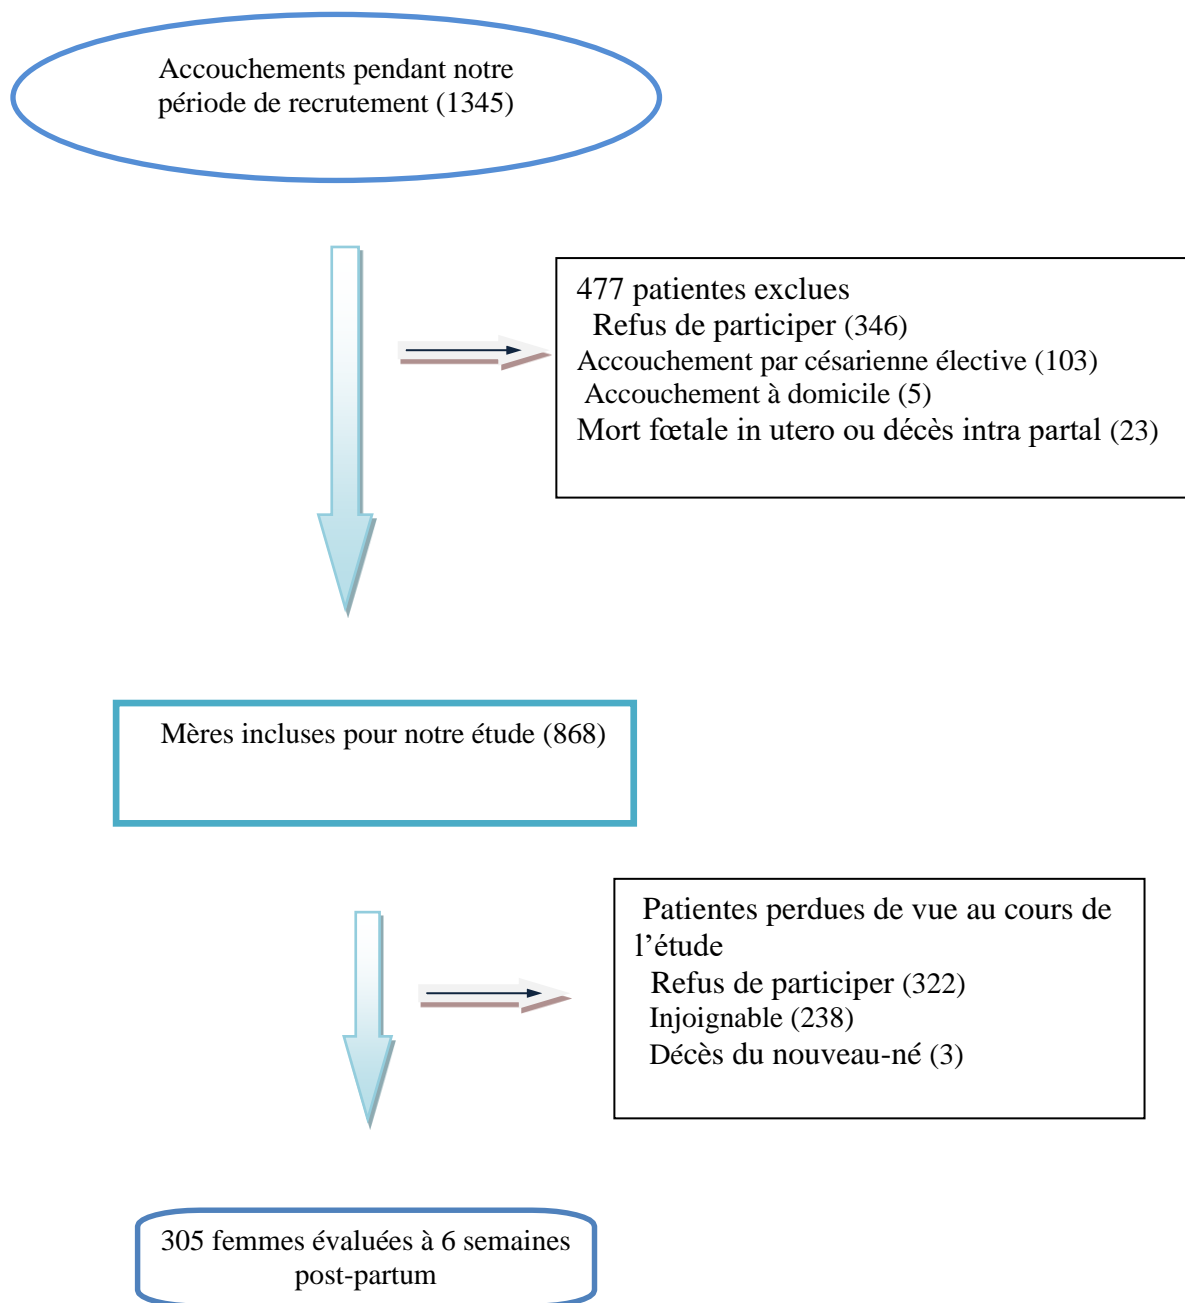 Accouchements pendant notre
période de recrutement (1345)
477 patientes exclues
Refus de participer (346)
Accouchement par césarienne élective (103)
Accouchement à domicile (5)
Mort fœtale in utero ou décès intra partal (23)
Mères incluses pour notre étude (868)
Patientes perdues de vue au cours de
l’étude
Refus de participer (322)
Injoignable (238)
Décès du nouveau-né (3)
305 femmes évaluées à 6 semaines
post-partum